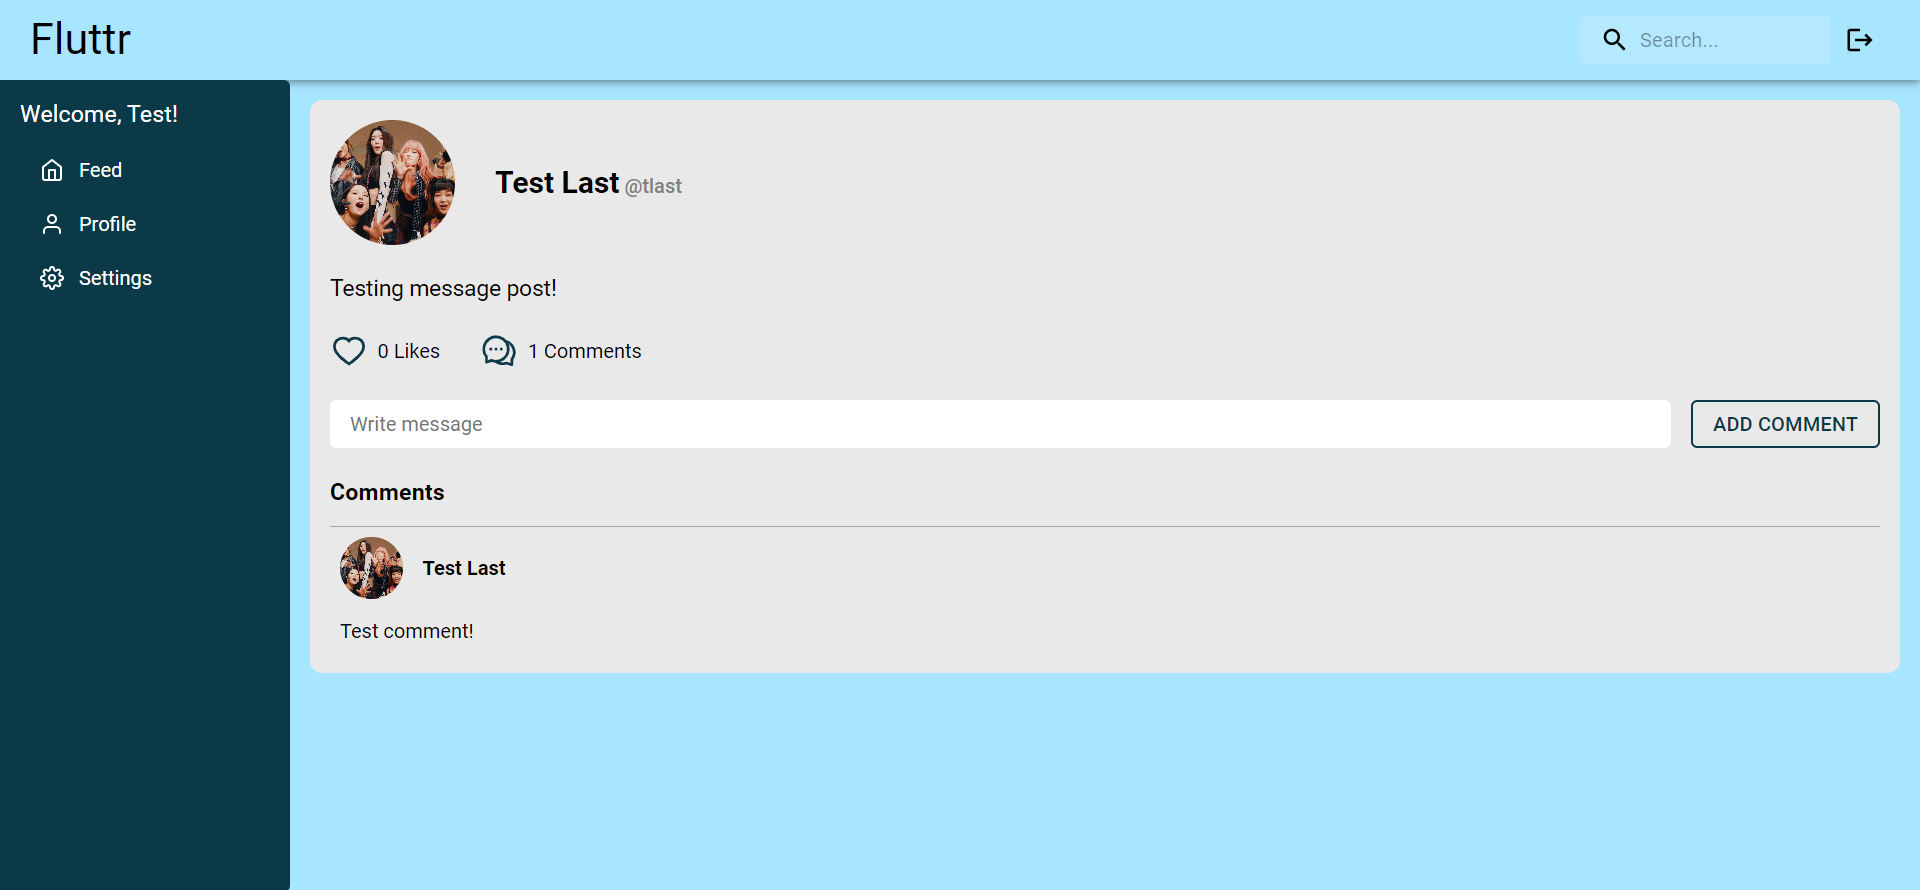 Fluttr
Search...
Welcome, Test!
Feed
Profile
Settings
Test Last @tlast
Testing message post!
0 Likes 1 Comments
Write message ADD COMMENT
Comments
Test Last
Test comment!